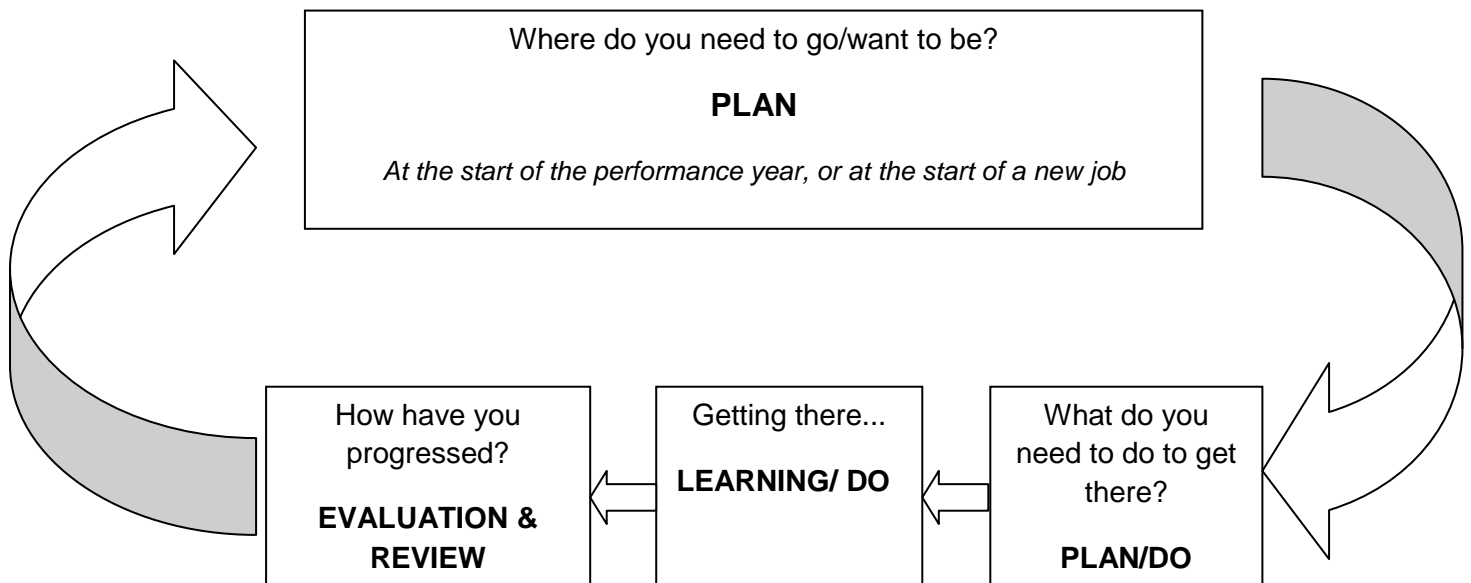 Where do you need to go/want to be?
PLAN
At the start of the performance year, or at the start of a new job
How have you
progressed?
EVALUATION &
REVIEW
Getting there...
LEARNING/ DO
What do you
need to do to get
there?
PLAN/DO